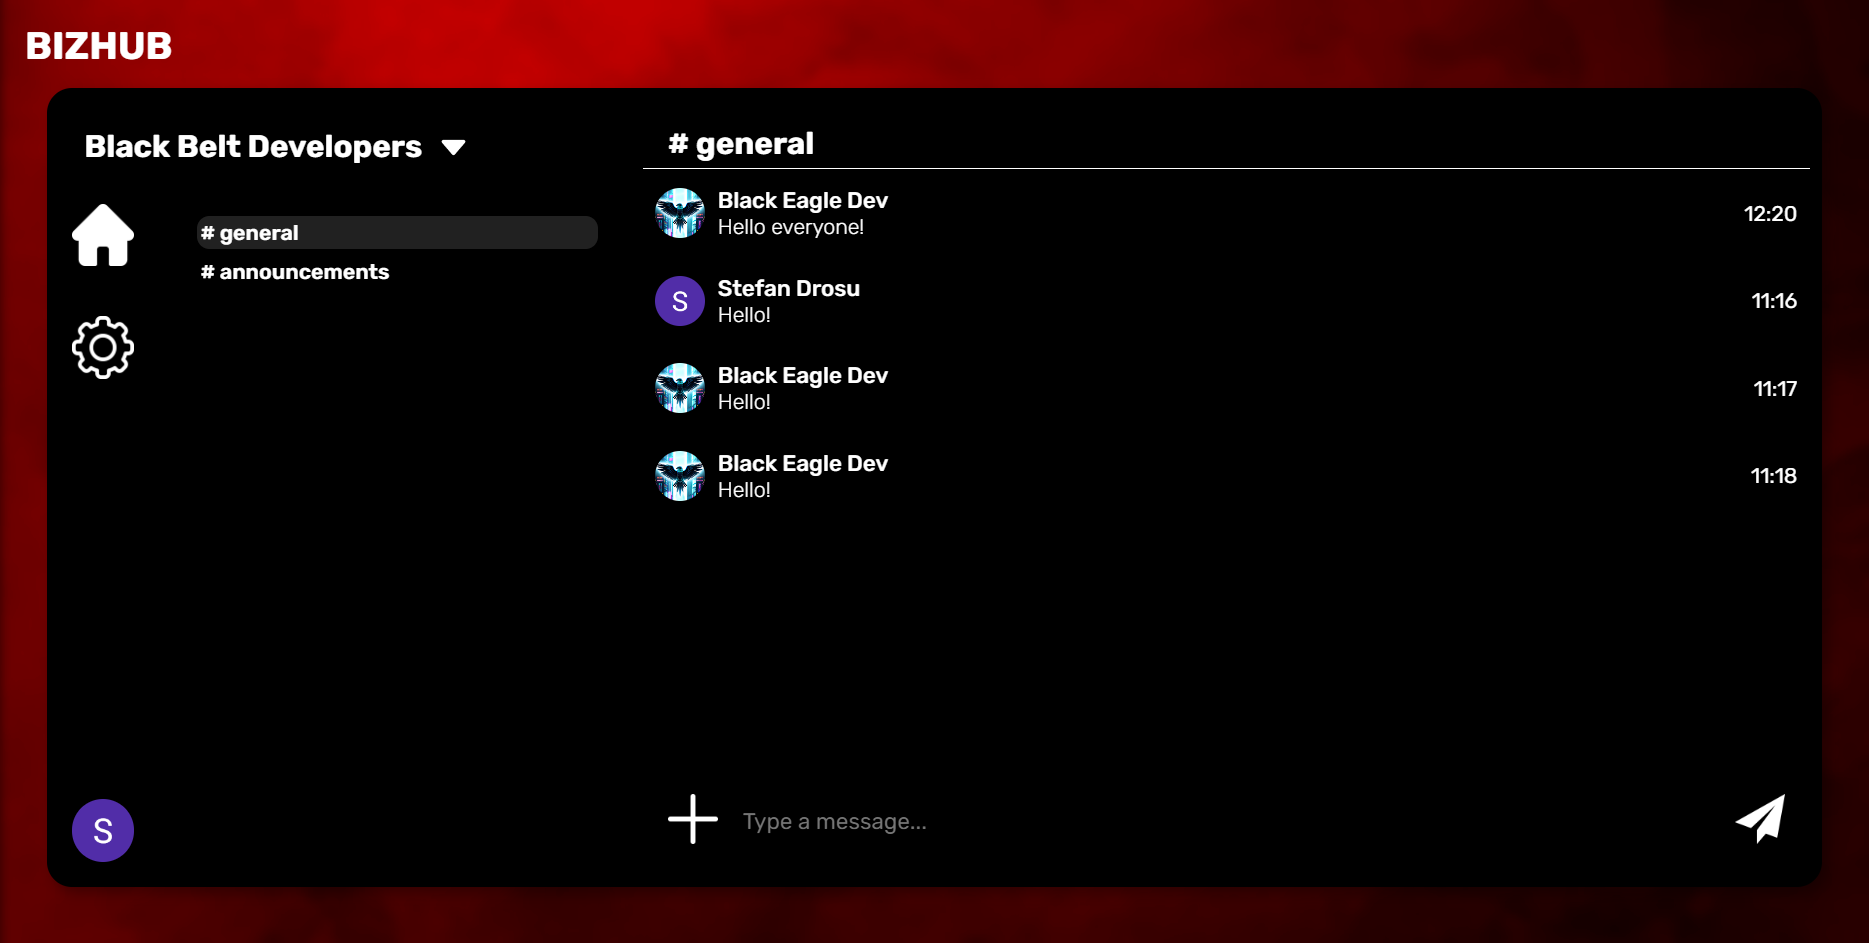 BIZHUB
Black Belt Developers
# general
# announcements
S
# general
Black Eagle Dev
Hello everyone!
12:20
S
Stefan Drosu
Hello!
11:16
Black Eagle Dev
Hello!
11:17
Black Eagle Dev
Hello!
11:18
Type a message...